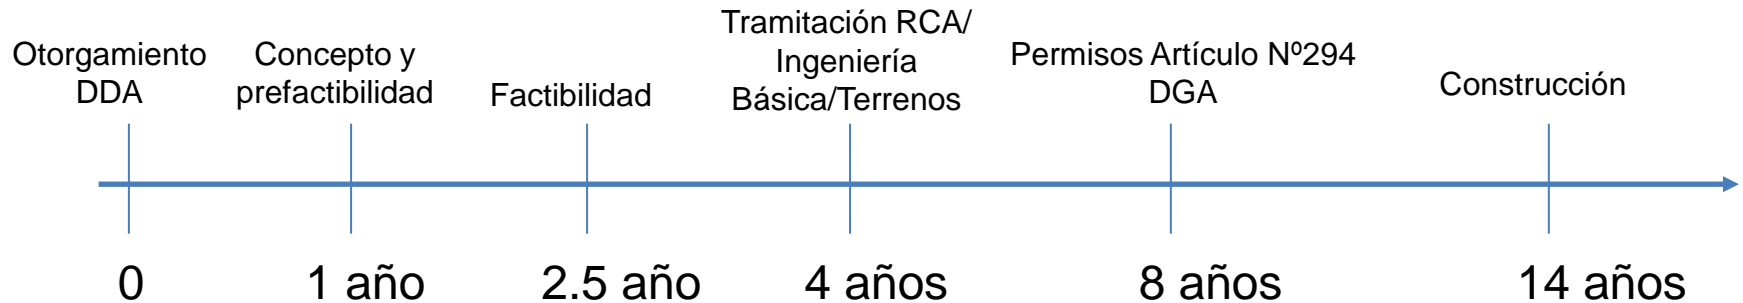 Otorgamiento
DDA
Concepto y
prefactibilidad
Factibilidad
Tramitación RCA/
Ingeniería
Básica/Terrenos
Permisos Artículo Nº294
DGA
Construcción
0
1 año
2.5 año
4 años
8 años
14 años